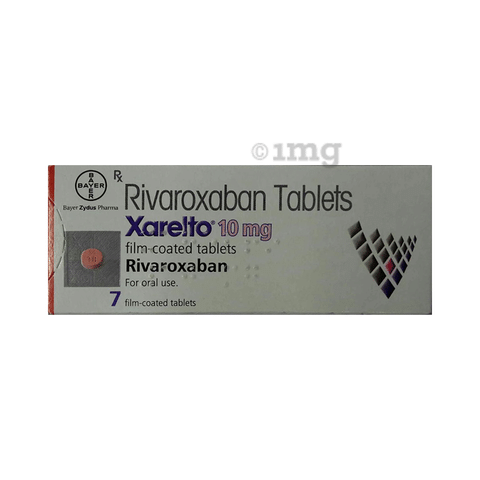 ©1mg
BAYER
BAYER
Bayer Zydus Pharma
Rx
Rivaroxaban Tablets
Xarelto® 10 mg
film-coated tablets
Rivaroxaban
For oral use.
7 film-coated tablets
10